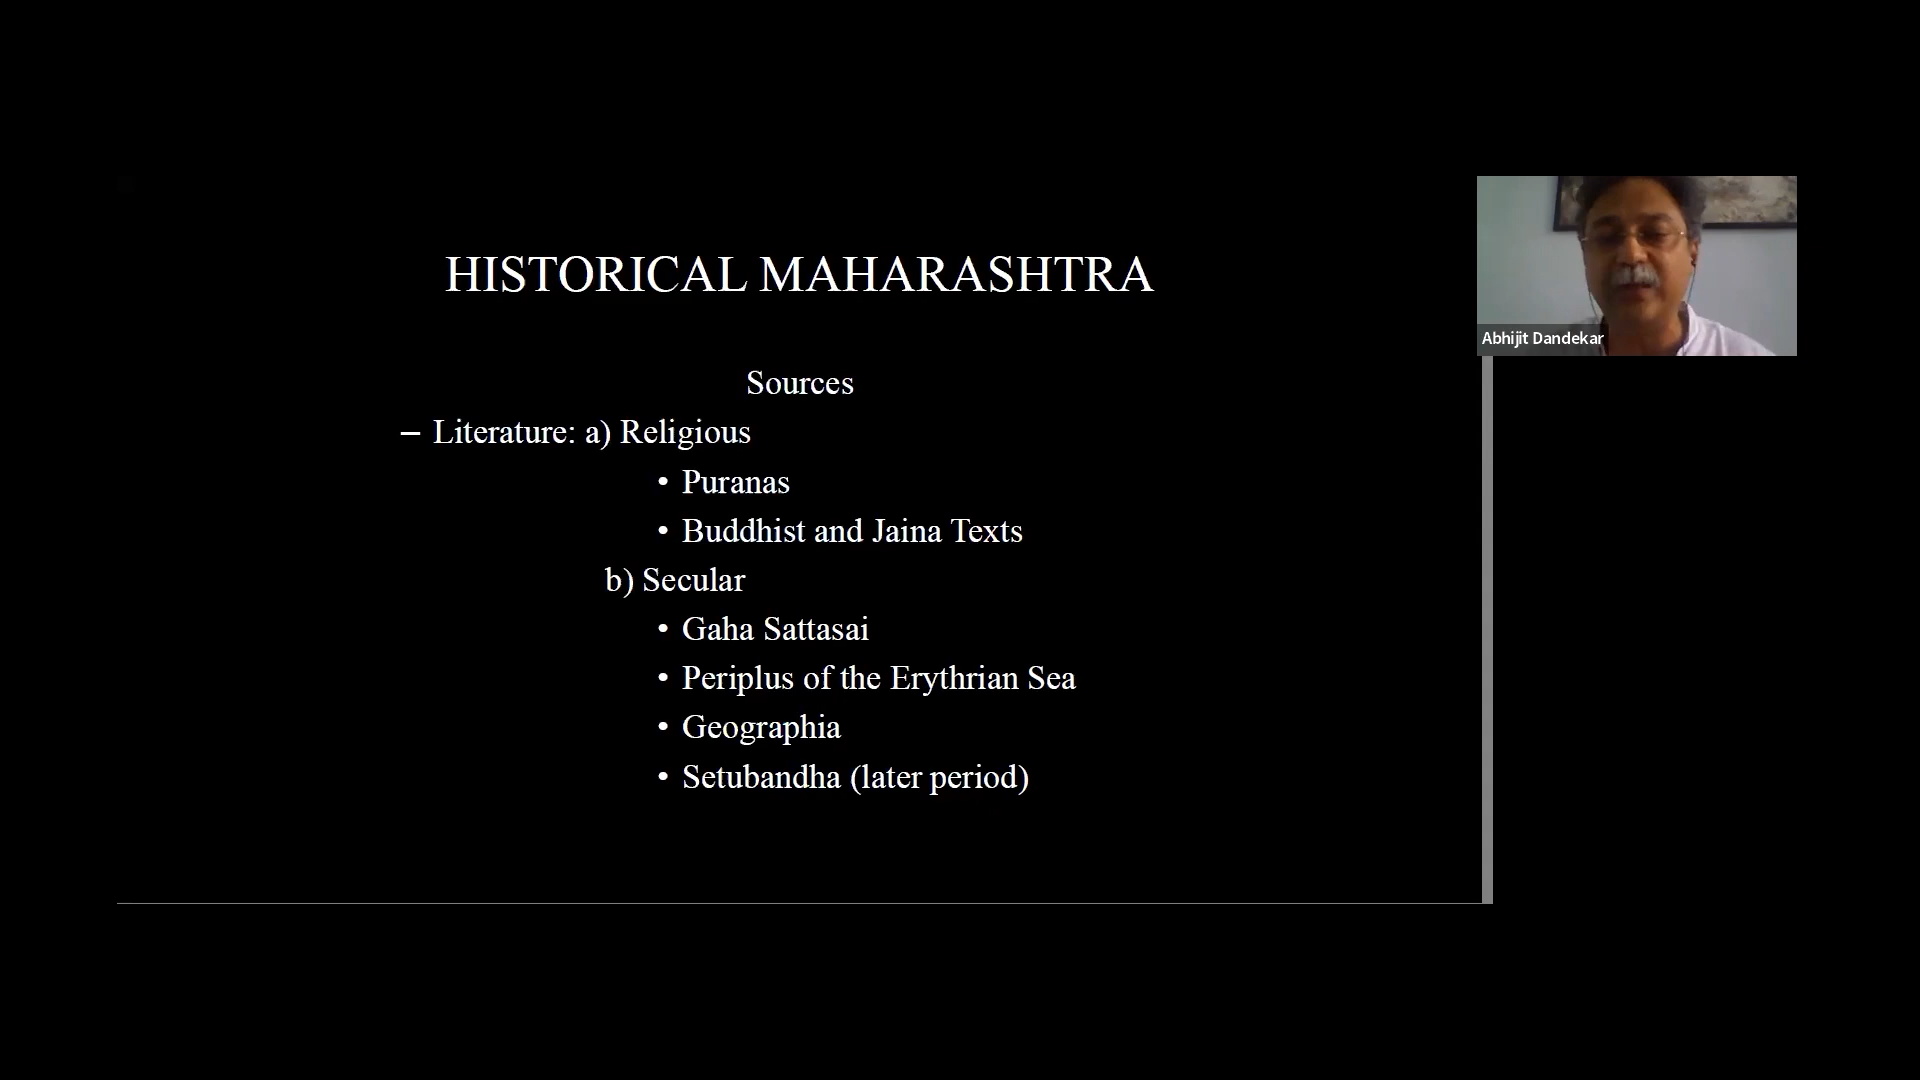 HISTORICAL MAHARASHTRA
Abhijit Dandekar
Sources
– Literature: a) Religious
• Puranas
• Buddhist and Jaina Texts
b) Secular
• Gaha Sattasai
• Periplus of the Erythrian Sea
• Geographia
• Setubandha (later period)